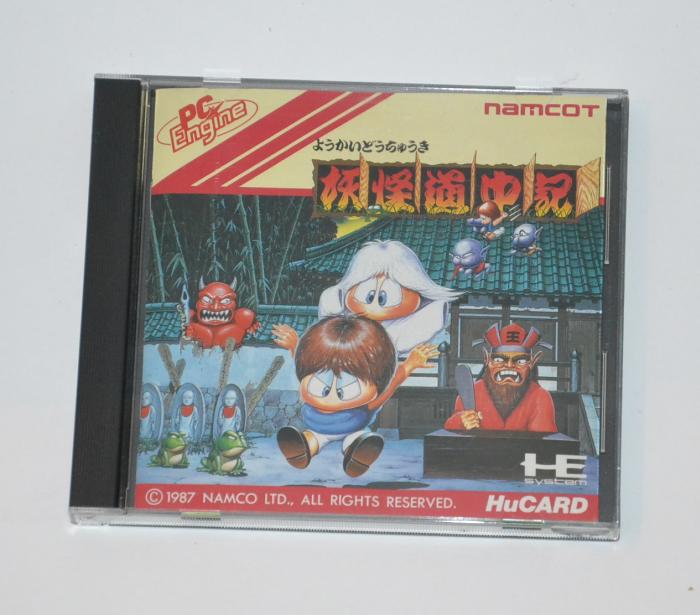 PC Engine
namcot
ようかいどうちゅうき
妖怪道中記
王
HE
system
© 1987 NAMCO LTD., ALL RIGHTS RESERVED.
HuCARD